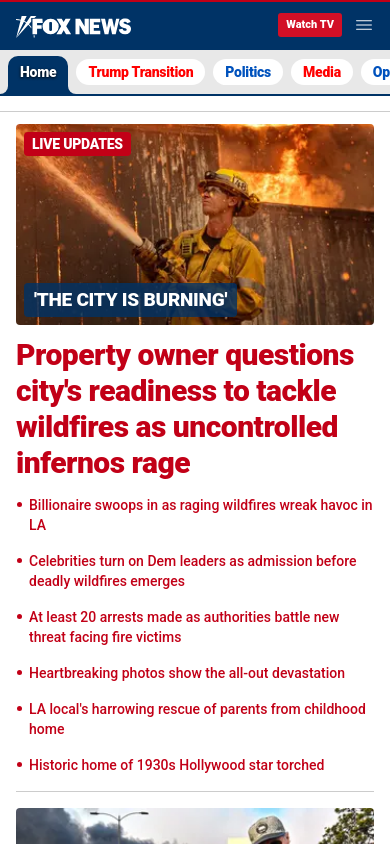 FOX NEWS
Watch TV
Home
Trump Transition
Politics
Media
Op
LIVE UPDATES
'THE CITY IS BURNING'
Property owner questions
city's readiness to tackle
wildfires as uncontrolled
infernos rage
Billionaire swoops in as raging wildfires wreak havoc in
LA
Celebrities turn on Dem leaders as admission before
deadly wildfires emerges
At least 20 arrests made as authorities battle new
threat facing fire victims
Heartbreaking photos show the all-out devastation
LA local's harrowing rescue of parents from childhood
home
Historic home of 1930s Hollywood star torched